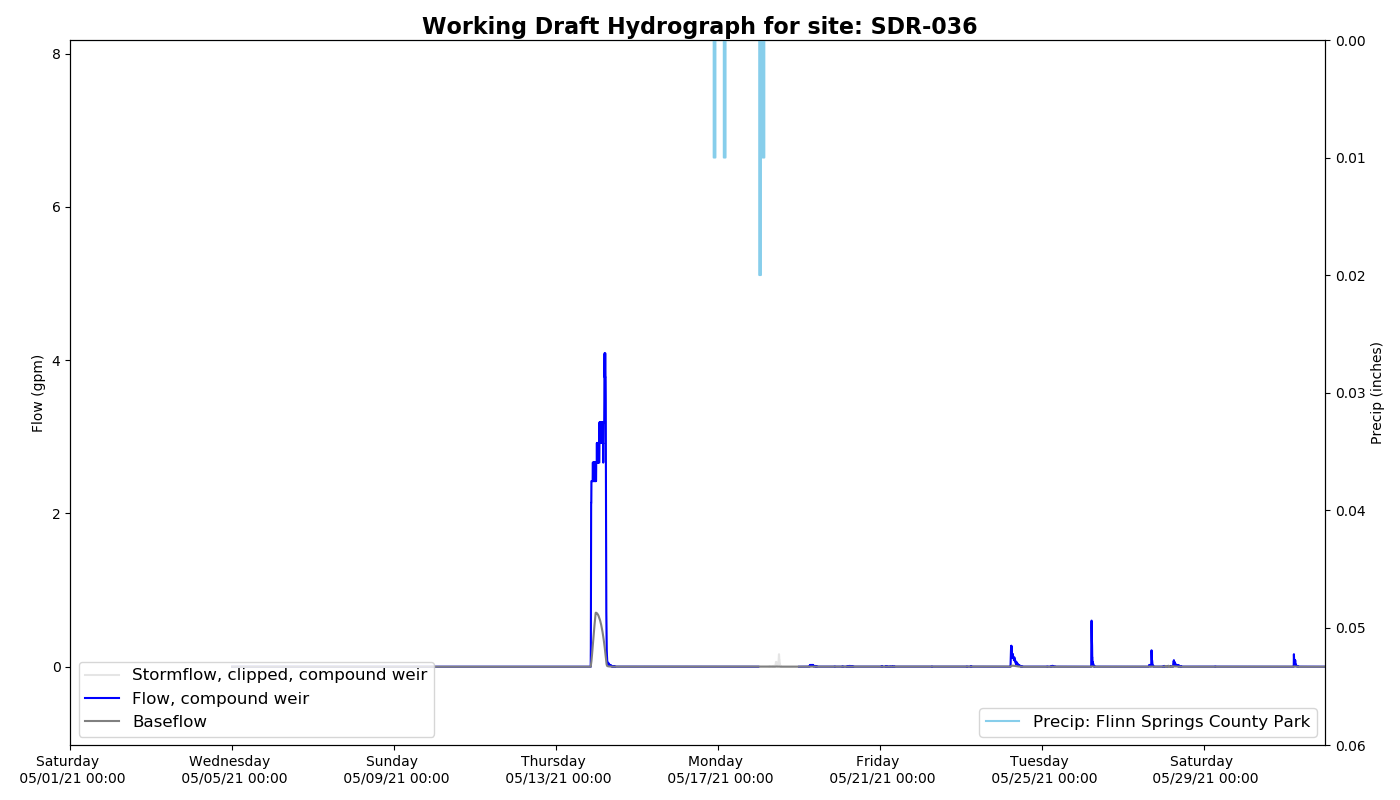 Working Draft Hydrograph for site: SDR-036
8
6
4
2
0
Flow (gpm)
0.00
0.01
0.02
0.03
0.04
0.05
0.06
Precip (inches)
Stormflow, clipped, compound weir
Flow, compound weir
Baseflow
Precip: Flinn Springs County Park
Saturday
05/01/21 00:00
Wednesday
05/05/21 00:00
Sunday
05/09/21 00:00
Thursday
05/13/21 00:00
Monday
05/17/21 00:00
Friday
05/21/21 00:00
Tuesday
05/25/21 00:00
Saturday
05/29/21 00:00